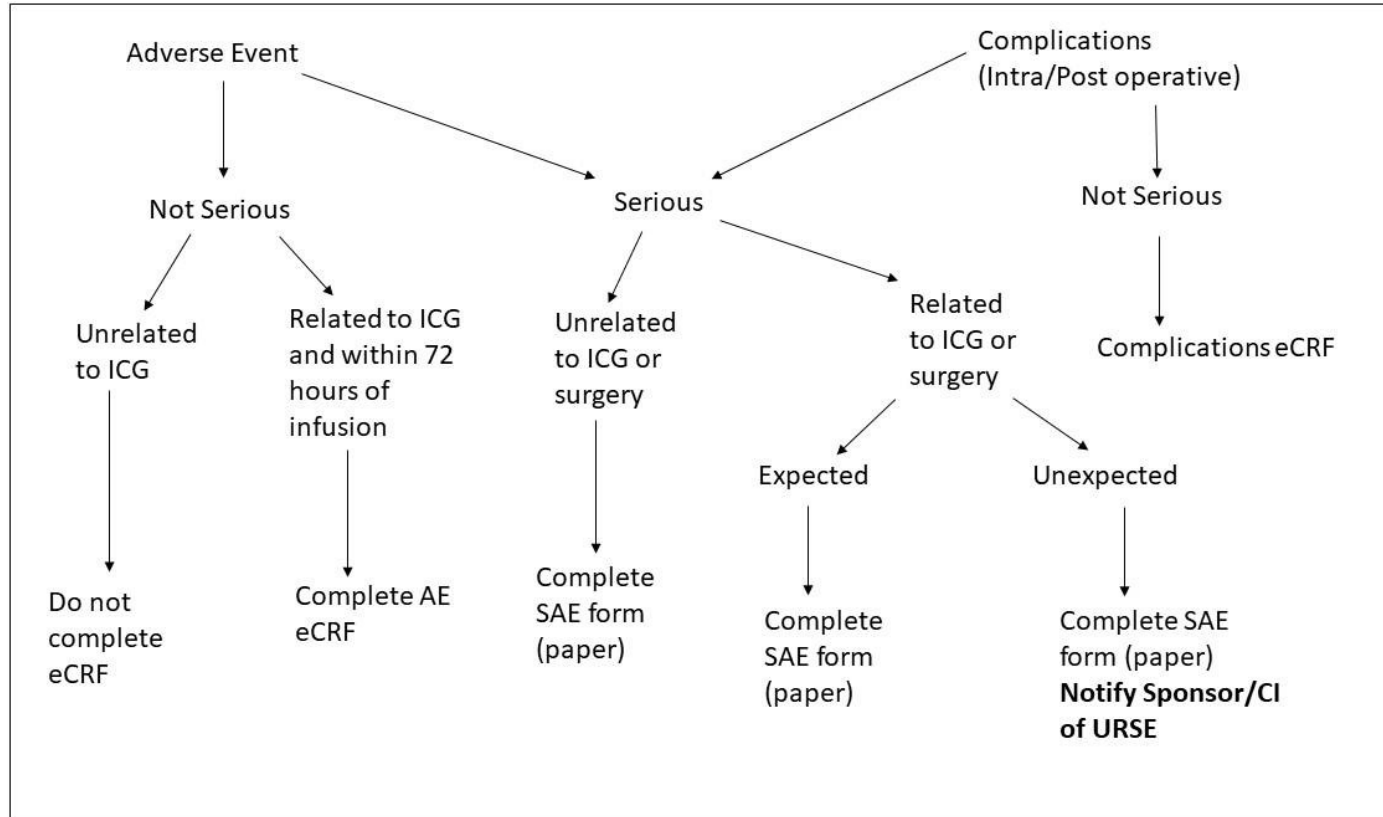 Adverse Event
Complications
(Intra/Post operative)
Not Serious
Serious
Not Serious
Unrelated
to ICG
Related to ICG
and within 72
hours of
infusion
Unrelated
to ICG or
surgery
Related
to ICG or
surgery
Complications eCRF
Expected
Unexpected
Do not
complete
eCRF
Complete AE
eCRF
Complete
SAE form
(paper)
Complete
SAE form
(paper)
Complete SAE
form (paper)
Notify Sponsor/CI
of URSE